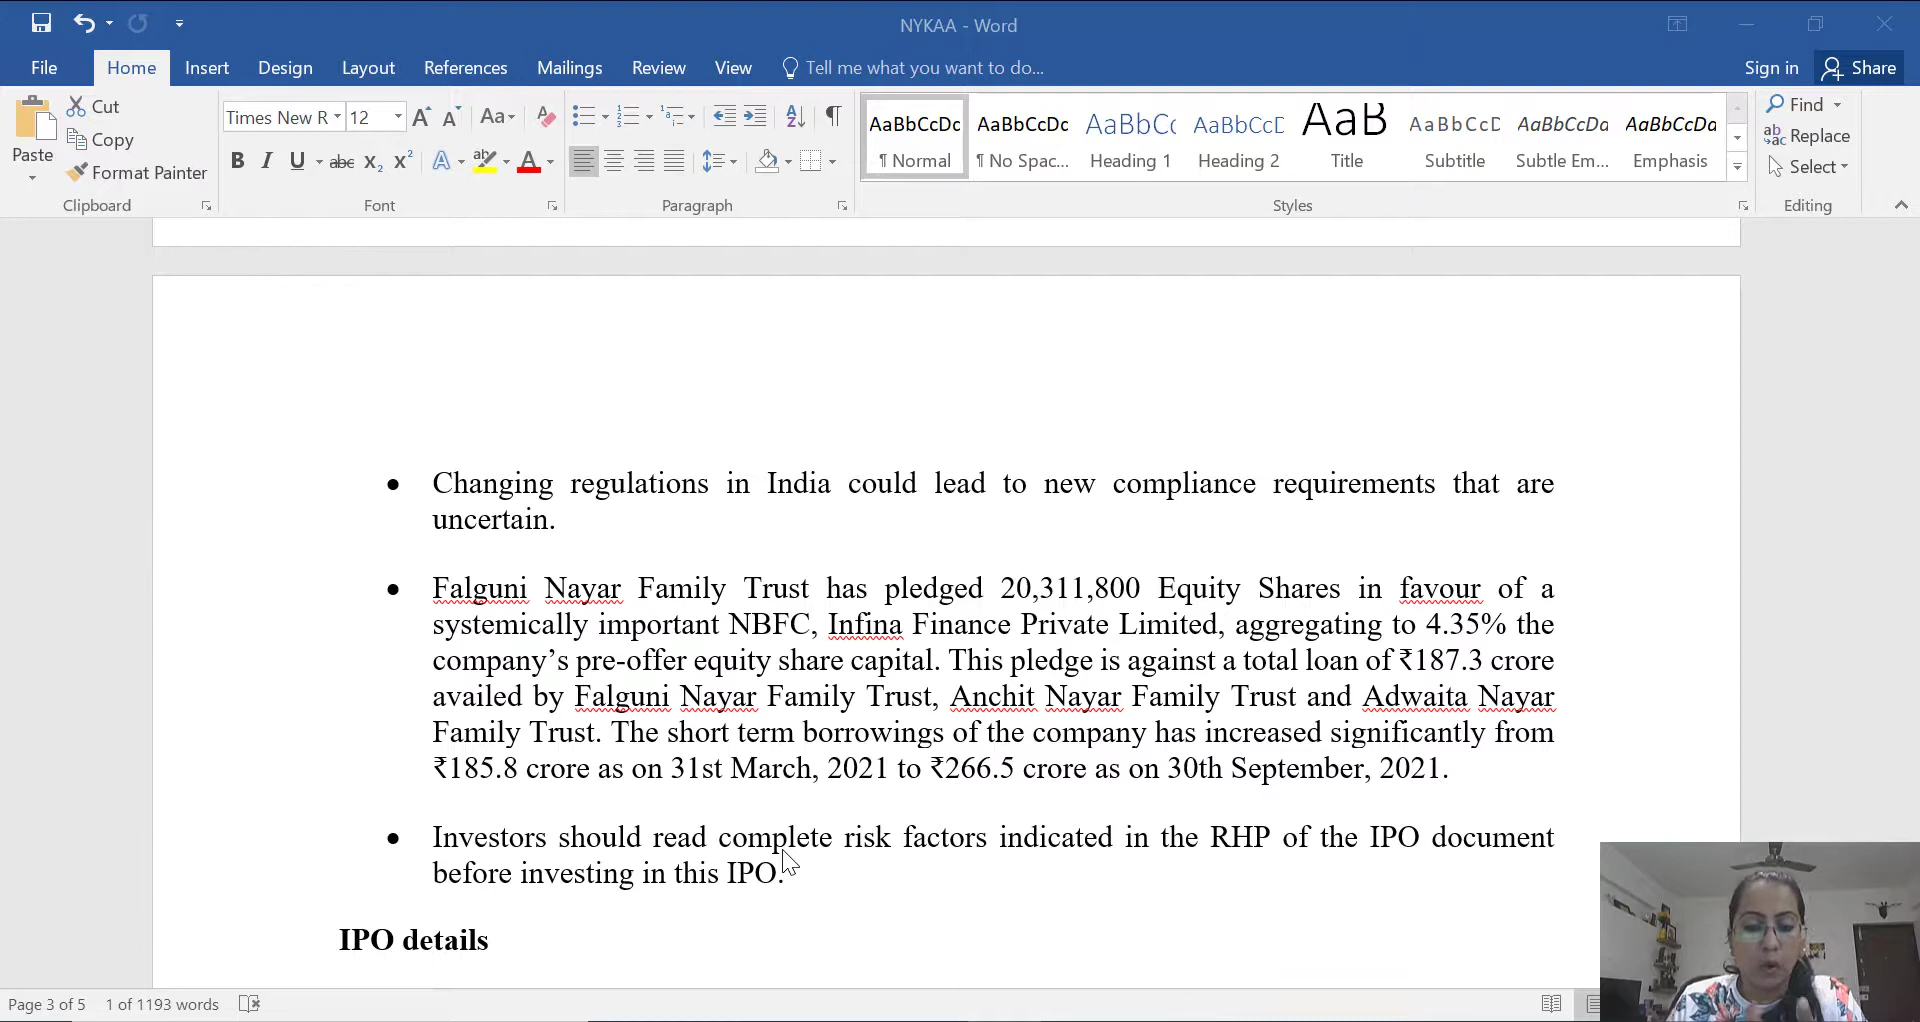 NYKAA - Word
File Home Insert Design Layout References Mailings Review View Tell me what you want to do... Sign in Share
Cut
Copy
Format Painter
Paste
Clipboard
Times New R 12
Font
Paragraph
AaBbCcDc AaBbCcDc AaBbCc AaBbCcD AaB AaBbCcD AaBbCcDa AaBbCcDa
¶ Normal ¶ No Spac... Heading 1 Heading 2 Title Subtitle Subtle Em... Emphasis
Styles
Find
Replace
Select
Editing
Changing regulations in India could lead to new compliance requirements that are
uncertain.
Falguni Nayar Family Trust has pledged 20,311,800 Equity Shares in favour of a
systemically important NBFC, Infina Finance Private Limited, aggregating to 4.35% the
company’s pre-offer equity share capital. This pledge is against a total loan of ₹187.3 crore
availed by Falguni Nayar Family Trust, Anchit Nayar Family Trust and Adwaita Nayar
Family Trust. The short term borrowings of the company has increased significantly from
₹185.8 crore as on 31st March, 2021 to ₹266.5 crore as on 30th September, 2021.
Investors should read complete risk factors indicated in the RHP of the IPO document
before investing in this IPO.
IPO details
Page 3 of 5 1 of 1193 words